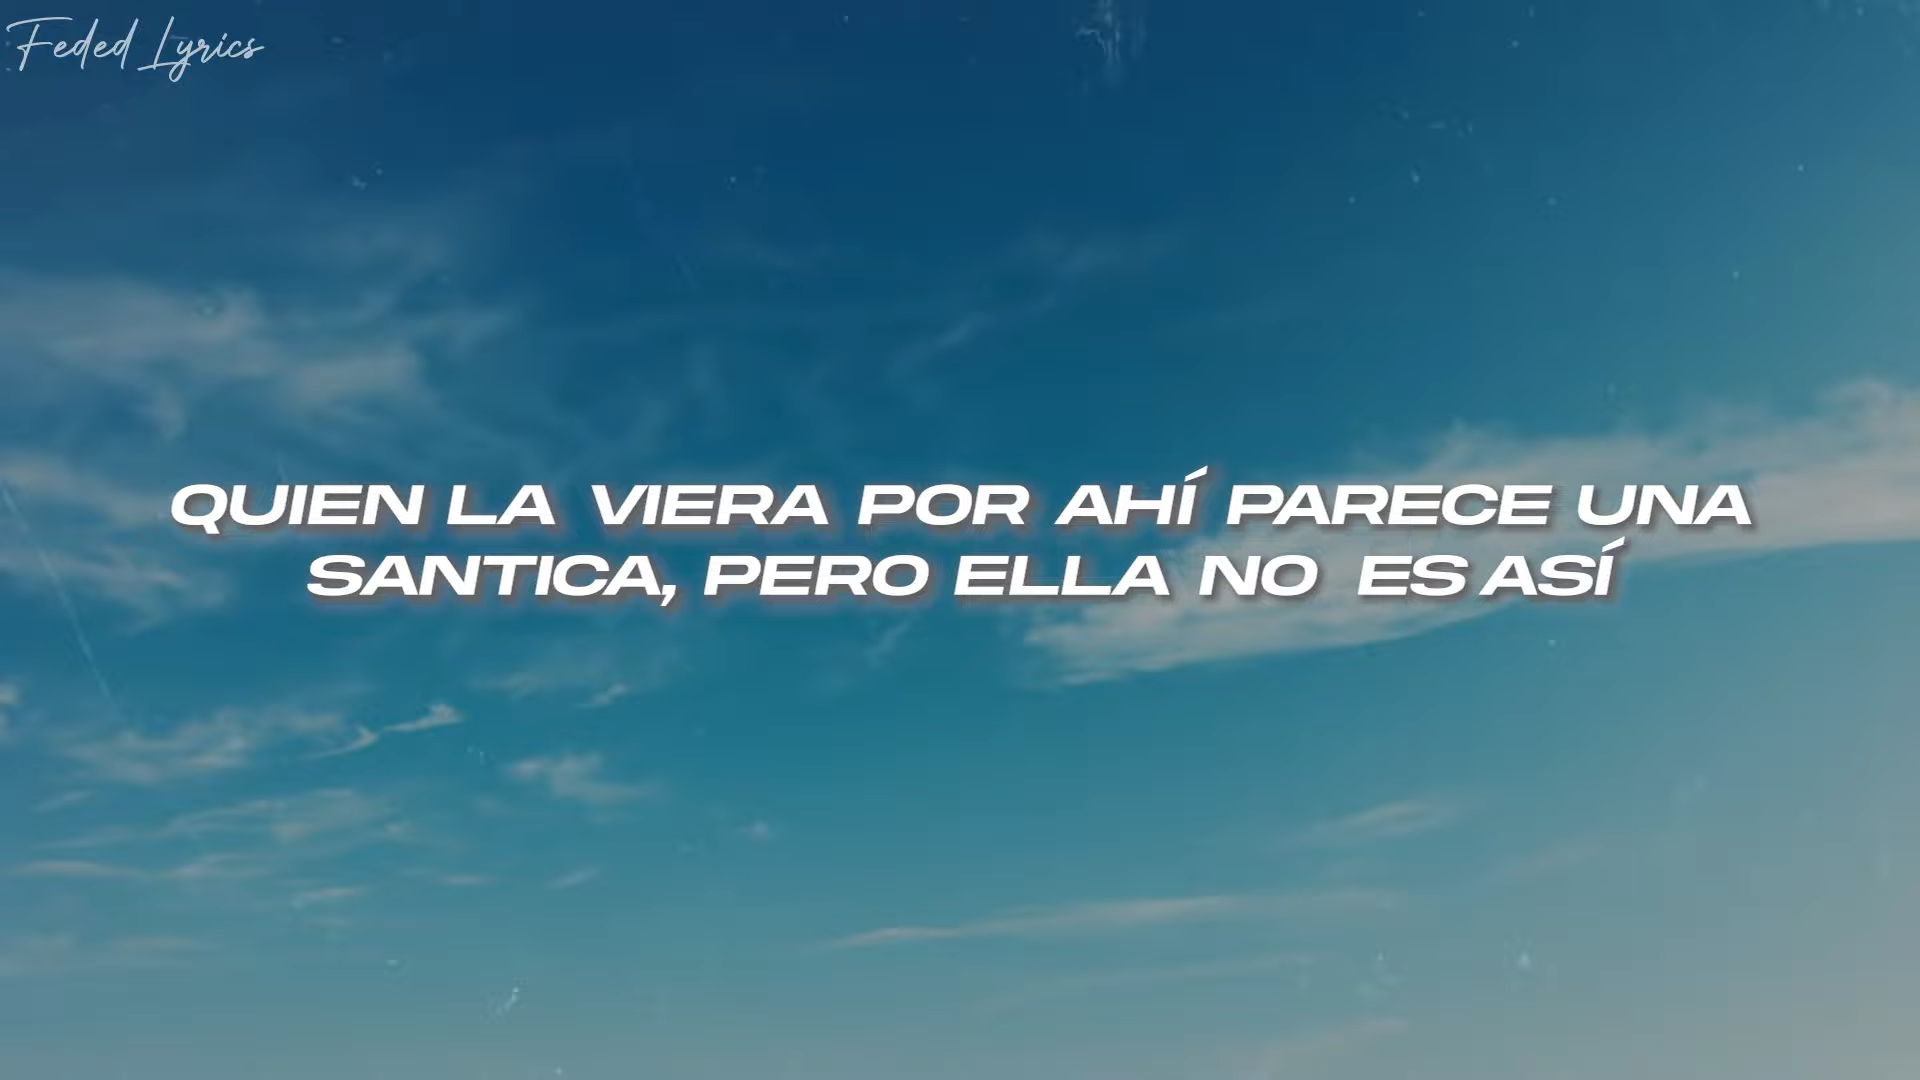 Feded Lyrics
QUIEN LA VIERA POR AHÍ PARECE UNA
SANTICA, PERO ELLA NO ES ASÍ